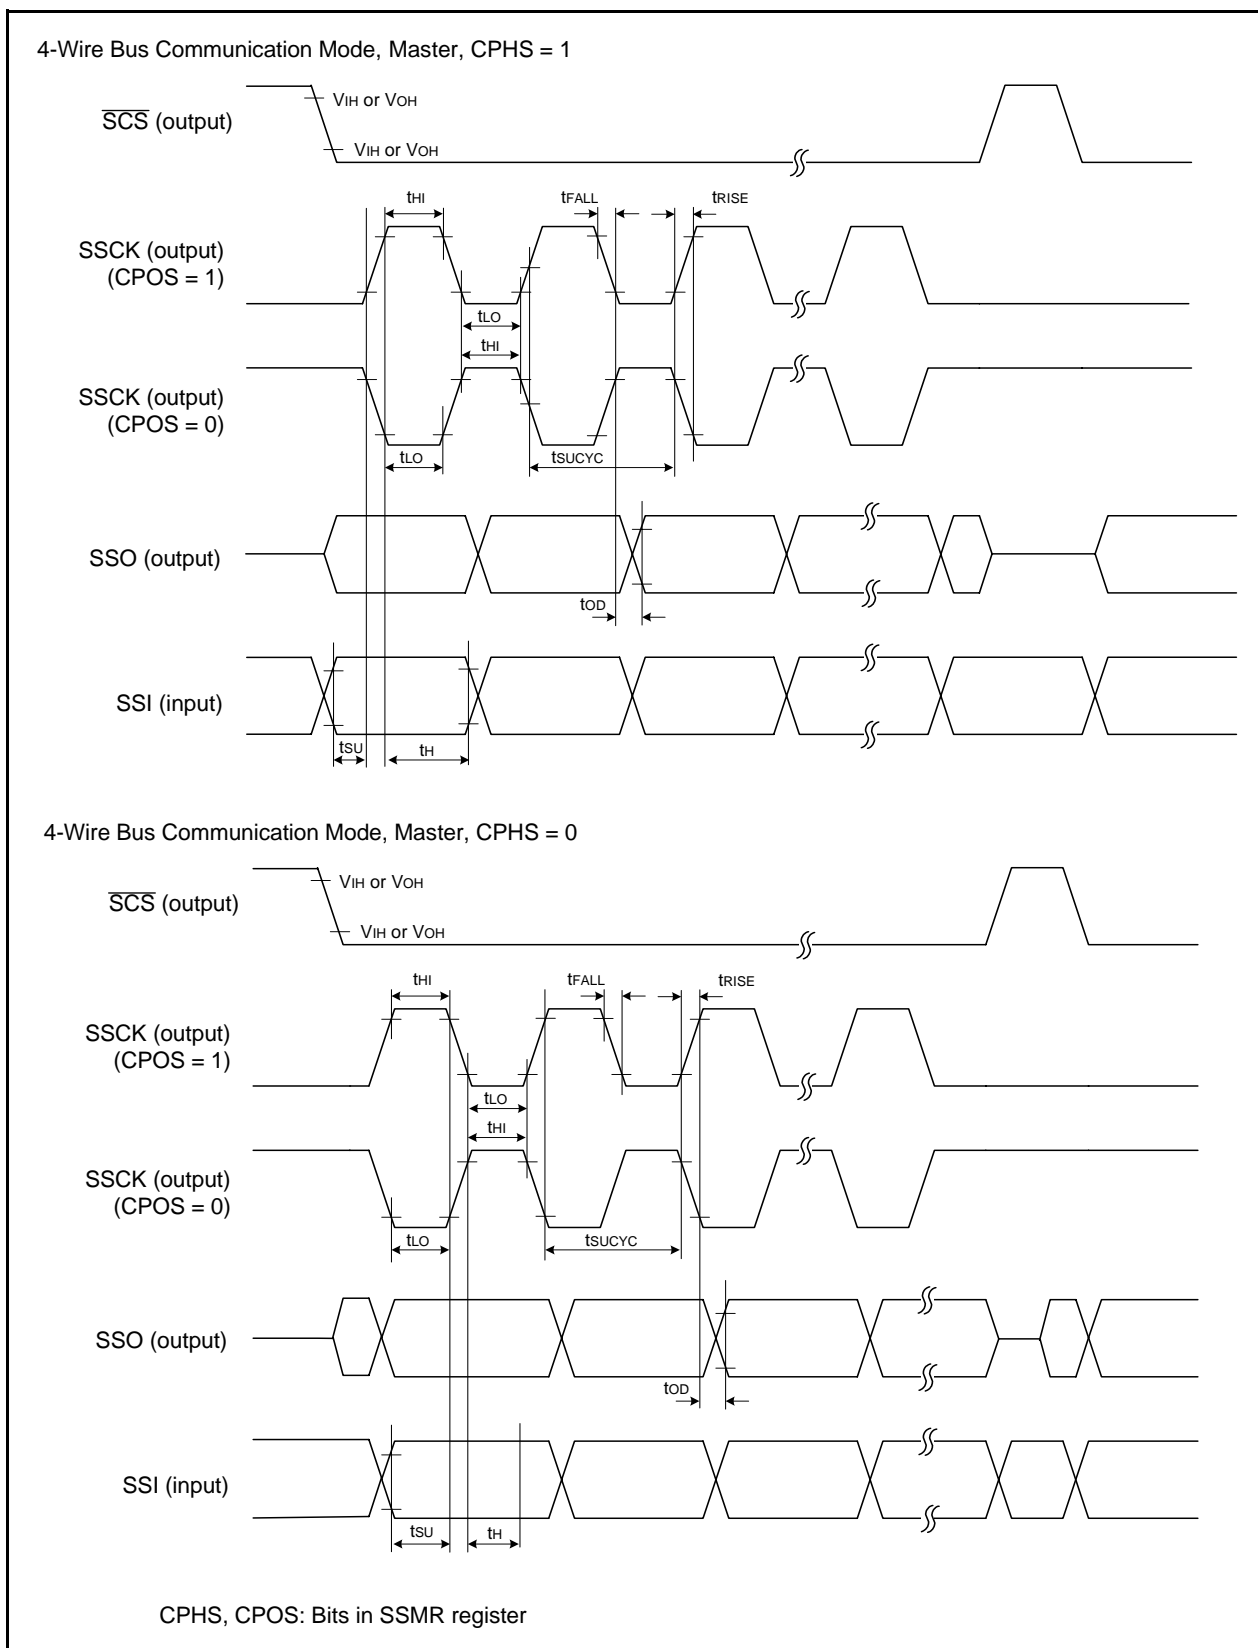 4-Wire Bus Communication Mode, Master, CPHS = 1
SCS (output)
VIH or VOH
VIH or VOH
tHI
tFALL
tRISE
SSCK (output)
(CPOS = 1)
tLO
tHI
SSCK (output)
(CPOS = 0)
tLO
tSUCYC
SSO (output)
tOD
SSI (input)
tSU
tH
4-Wire Bus Communication Mode, Master, CPHS = 0
SCS (output)
VIH or VOH
VIH or VOH
tHI
tFALL
tRISE
SSCK (output)
(CPOS = 1)
tLO
tHI
SSCK (output)
(CPOS = 0)
tLO
tSUCYC
SSO (output)
tOD
SSI (input)
tSU
tH
CPHS, CPOS: Bits in SSMR register